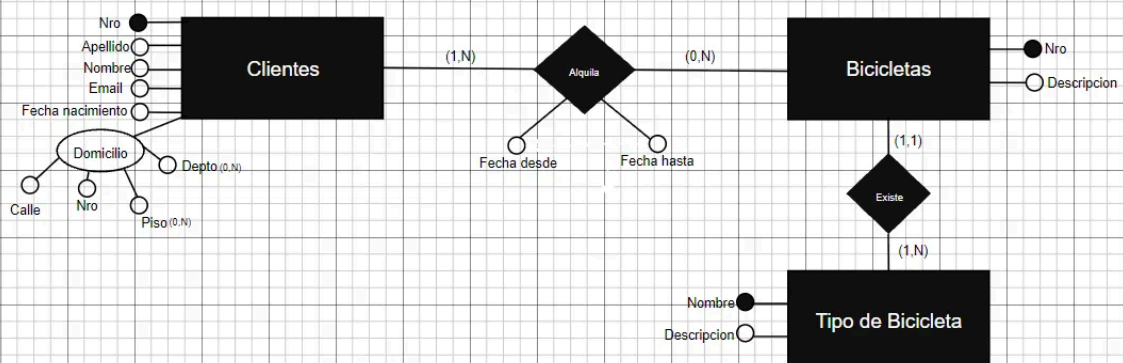 Nro
Apellido
Nombre
Email
Fecha nacimiento
Domicilio
Calle
Nro
Piso (0,N)
Depto (0,N)
Clientes
(1,N)
Alquila
Fecha desde
Fecha hasta
(0,N)
Bicicletas
Nro
Descripcion
(1,1)
Existe
(1,N)
Nombre
Descripcion
Tipo de Bicicleta